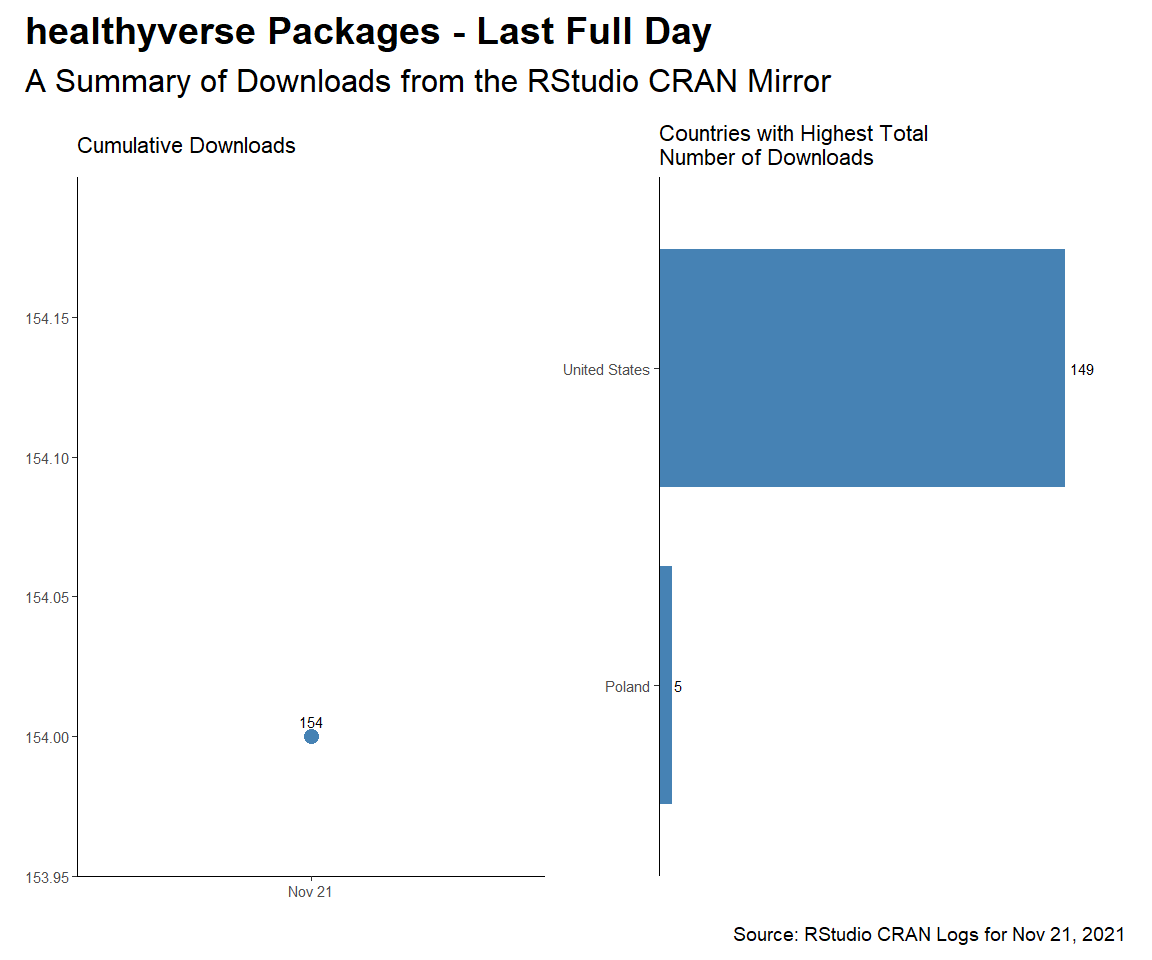 healthyverse Packages - Last Full Day
A Summary of Downloads from the RStudio CRAN Mirror
Cumulative Downloads
154.15
154.10
154.05
154.00
153.95
154
Nov 21
Countries with Highest Total
Number of Downloads
United States
149
Poland
5
Source: RStudio CRAN Logs for Nov 21, 2021